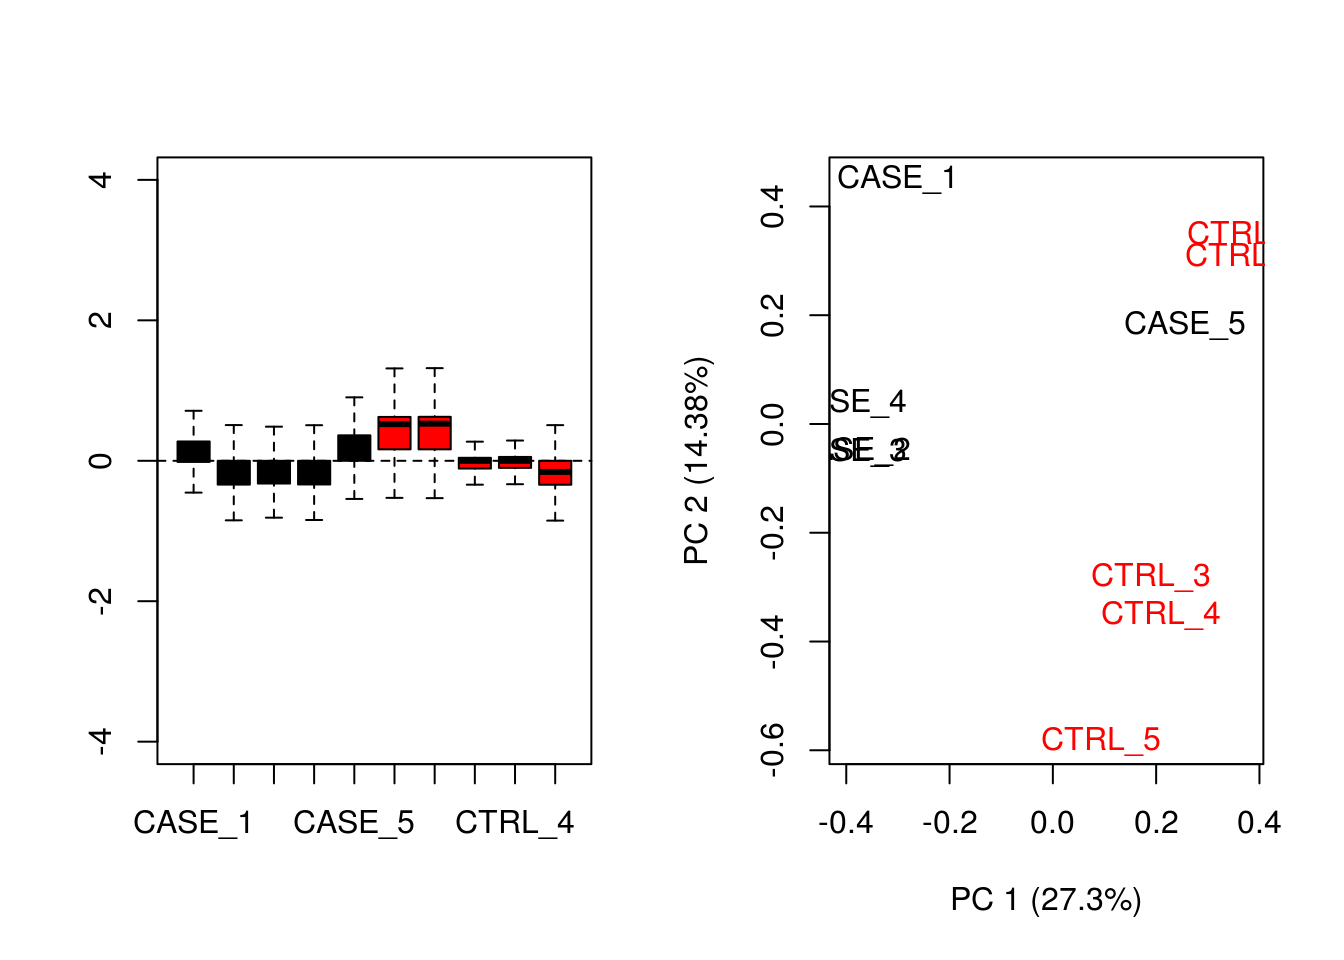 4
2
0
-2
-4
CASE_1
CASE_5
CTRL_4
PC 2 (14.38%)
0.4
0.2
0.0
-0.2
-0.4
-0.6
CASE_1
CTRL
CTRL
CASE_5
SE_4
CTRL_3
CTRL_4
CTRL_5
-0.4
-0.2
0.0
0.2
0.4
PC 1 (27.3%)